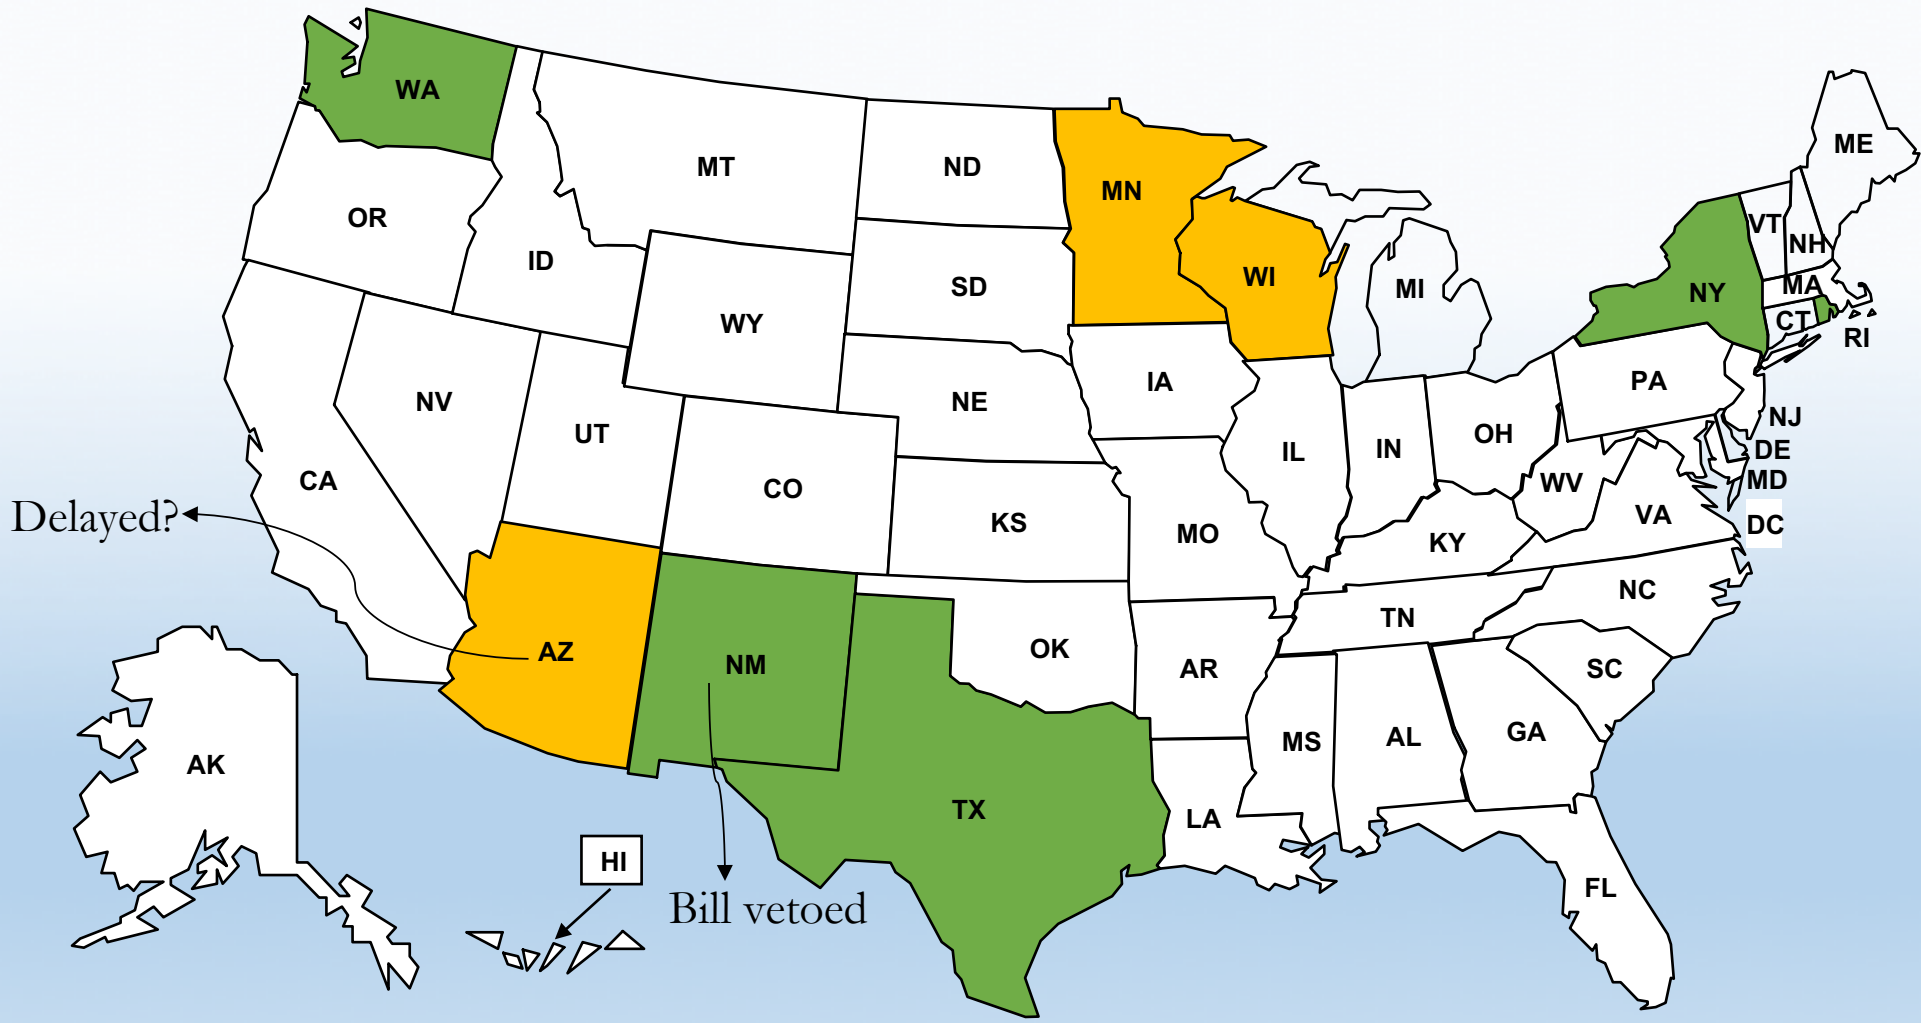 WA
MT
ND
MN
ME
OR
ID
SD
WI
MI
VT
NH
NY
MA
CT
RI
WY
NV
UT
NE
IA
PA
NJ
CA
CO
KS
MO
IL
IN
OH
WV
DE
MD
VA
DC
KY
Delayed?
AZ
NM
OK
AR
TN
NC
SC
MS
AL
GA
AK
TX
LA
HI
FL
Bill vetoed